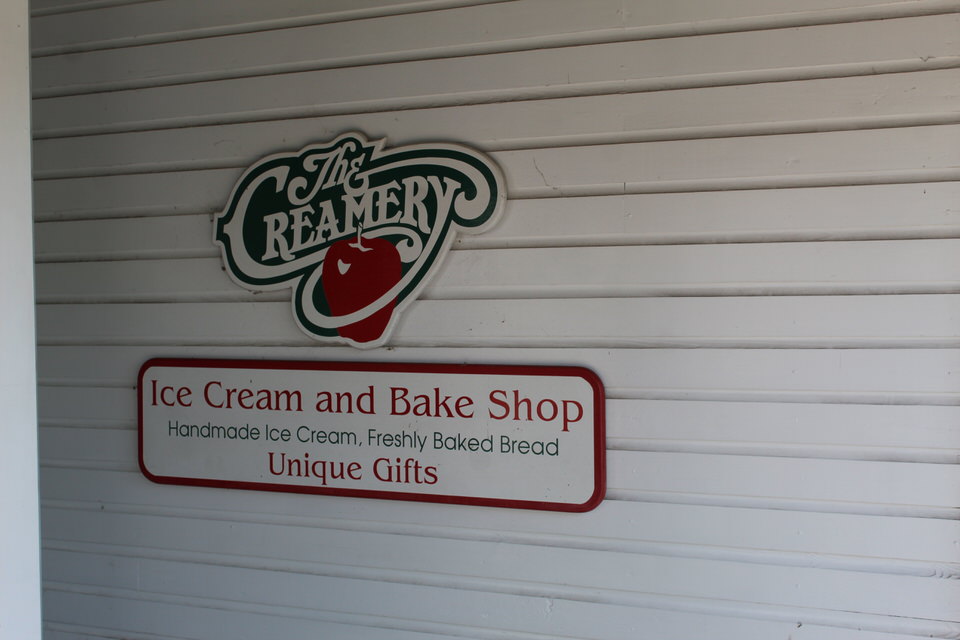 The
CREAMERY
Ice Cream and Bake Shop
Handmade Ice Cream, Freshly Baked Bread
Unique Gifts